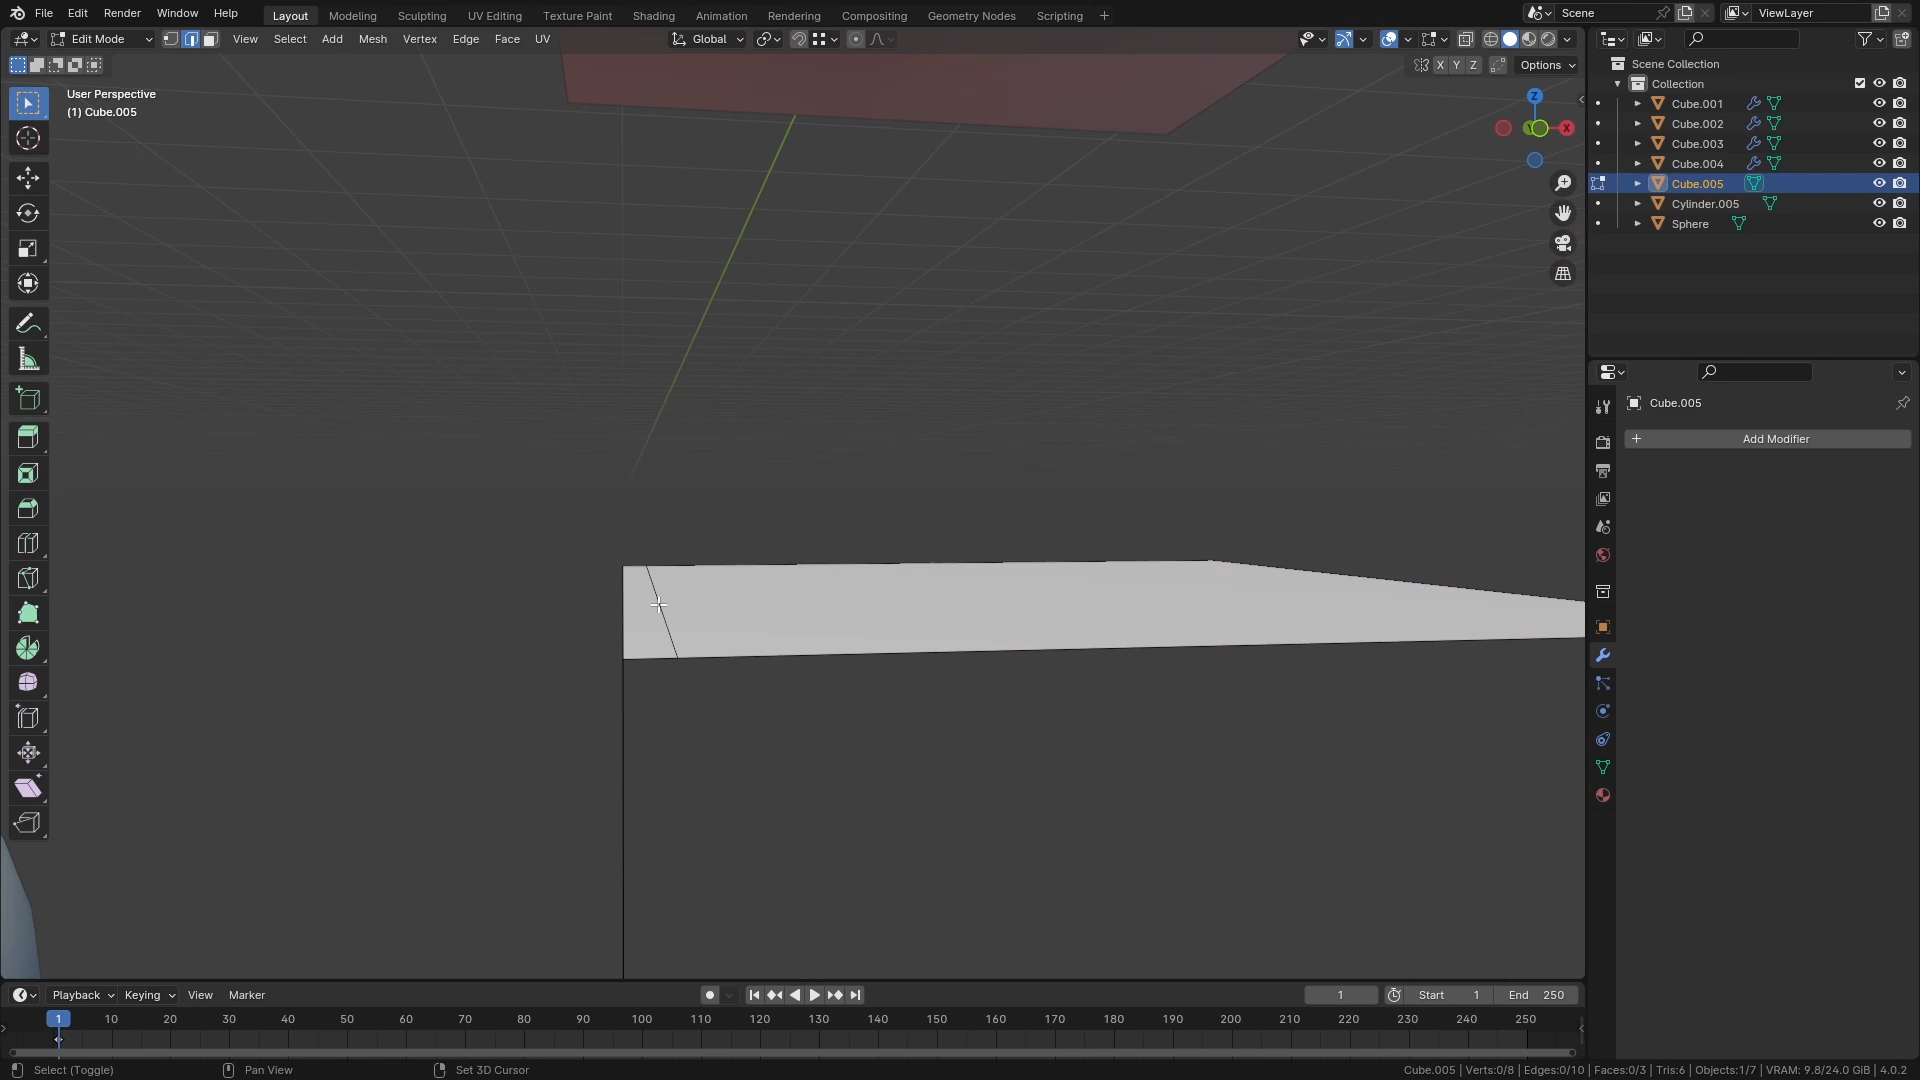 File Edit Render Window Help Layout Modeling Sculpting UV Editing Texture Paint Shading Animation Rendering Compositing Geometry Nodes Scripting + Scene ViewLayer
Edit Mode View Select Add Mesh Vertex Edge Face UV Global
X Y Z Options
User Perspective
(1) Cube.005
Z
Y X
Scene Collection
Collection
Cube.001
Cube.002
Cube.003
Cube.004
Cube.005
Cylinder.005
Sphere
Cube.005
+ Add Modifier
Playback Keying View Marker 1 Start 1 End 250
1 10 20 30 40 50 60 70 80 90 100 110 120 130 140 150 160 170 180 190 200 210 220 230 240 250
Select (Toggle) Pan View Set 3D Cursor Cube.005 | Verts:0/8 | Edges:0/10 | Faces:0/3 | Tris:6 | Objects:1/7 | VRAM: 9.8/24.0 GiB | 4.0.2